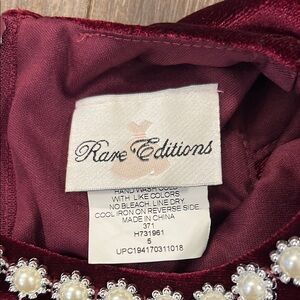 Rare Editions
HAND WASH COLD
WITH LIKE COLORS
NO BLEACH. LINE DRY
COOL IRON ON REVERSE SIDE
MADE IN CHINA
371
H731961
5
UPC194170311018